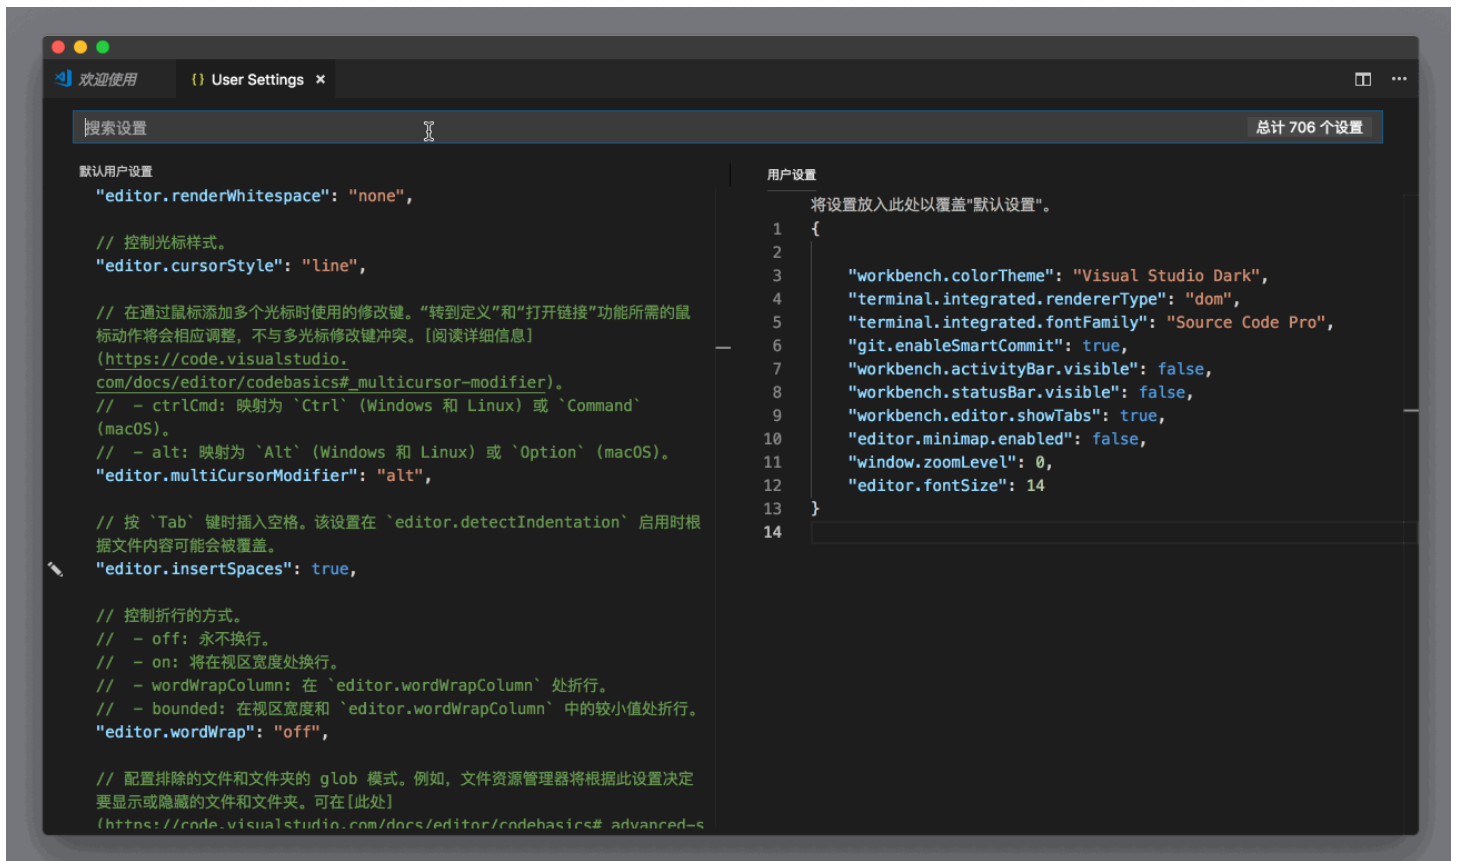 欢迎使用
{} User Settings ×
搜索设置
总计 706 个设置
默认用户设置
"editor.renderWhitespace": "none",
// 控制光标样式。
"editor.cursorStyle": "line",
// 在通过鼠标添加多个光标时使用的修改键。“转到定义”和“打开链接”功能所需的鼠
标动作将会相应调整，不与多光标修改键冲突。[阅读详细信息]
(https://code.visualstudio.
com/docs/editor/codebasics#_multicursor-modifier)。
//  - ctrlCmd: 映射为 `Ctrl` (Windows 和 Linux) 或 `Command`
(macOS)。
//  - alt: 映射为 `Alt` (Windows 和 Linux) 或 `Option` (macOS)。
"editor.multiCursorModifier": "alt",
// 按 `Tab` 键时插入空格。该设置在 `editor.detectIndentation` 启用时根
据文件内容可能会被覆盖。
"editor.insertSpaces": true,
// 控制折行的方式。
//  - off: 永不换行。
//  - on: 将在视区宽度处换行。
//  - wordWrapColumn: 在 `editor.wordWrapColumn` 处折行。
//  - bounded: 在视区宽度和 `editor.wordWrapColumn` 中的较小值处折行。
"editor.wordWrap": "off",
// 配置排除的文件和文件夹的 glob 模式。例如，文件资源管理器将根据此设置决定
要显示或隐藏的文件和文件夹。可在[此处]
(https://code.visualstudio.com/docs/editor/codebasics#_advanced-s
用户设置
将设置放入此处以覆盖"默认设置"。
1 {
2
3 "workbench.colorTheme": "Visual Studio Dark",
4 "terminal.integrated.rendererType": "dom",
5 "terminal.integrated.fontFamily": "Source Code Pro",
6 "git.enableSmartCommit": true,
7 "workbench.activityBar.visible": false,
8 "workbench.statusBar.visible": false,
9 "workbench.editor.showTabs": true,
10 "editor.minimap.enabled": false,
11 "window.zoomLevel": 0,
12 "editor.fontSize": 14
13 }
14